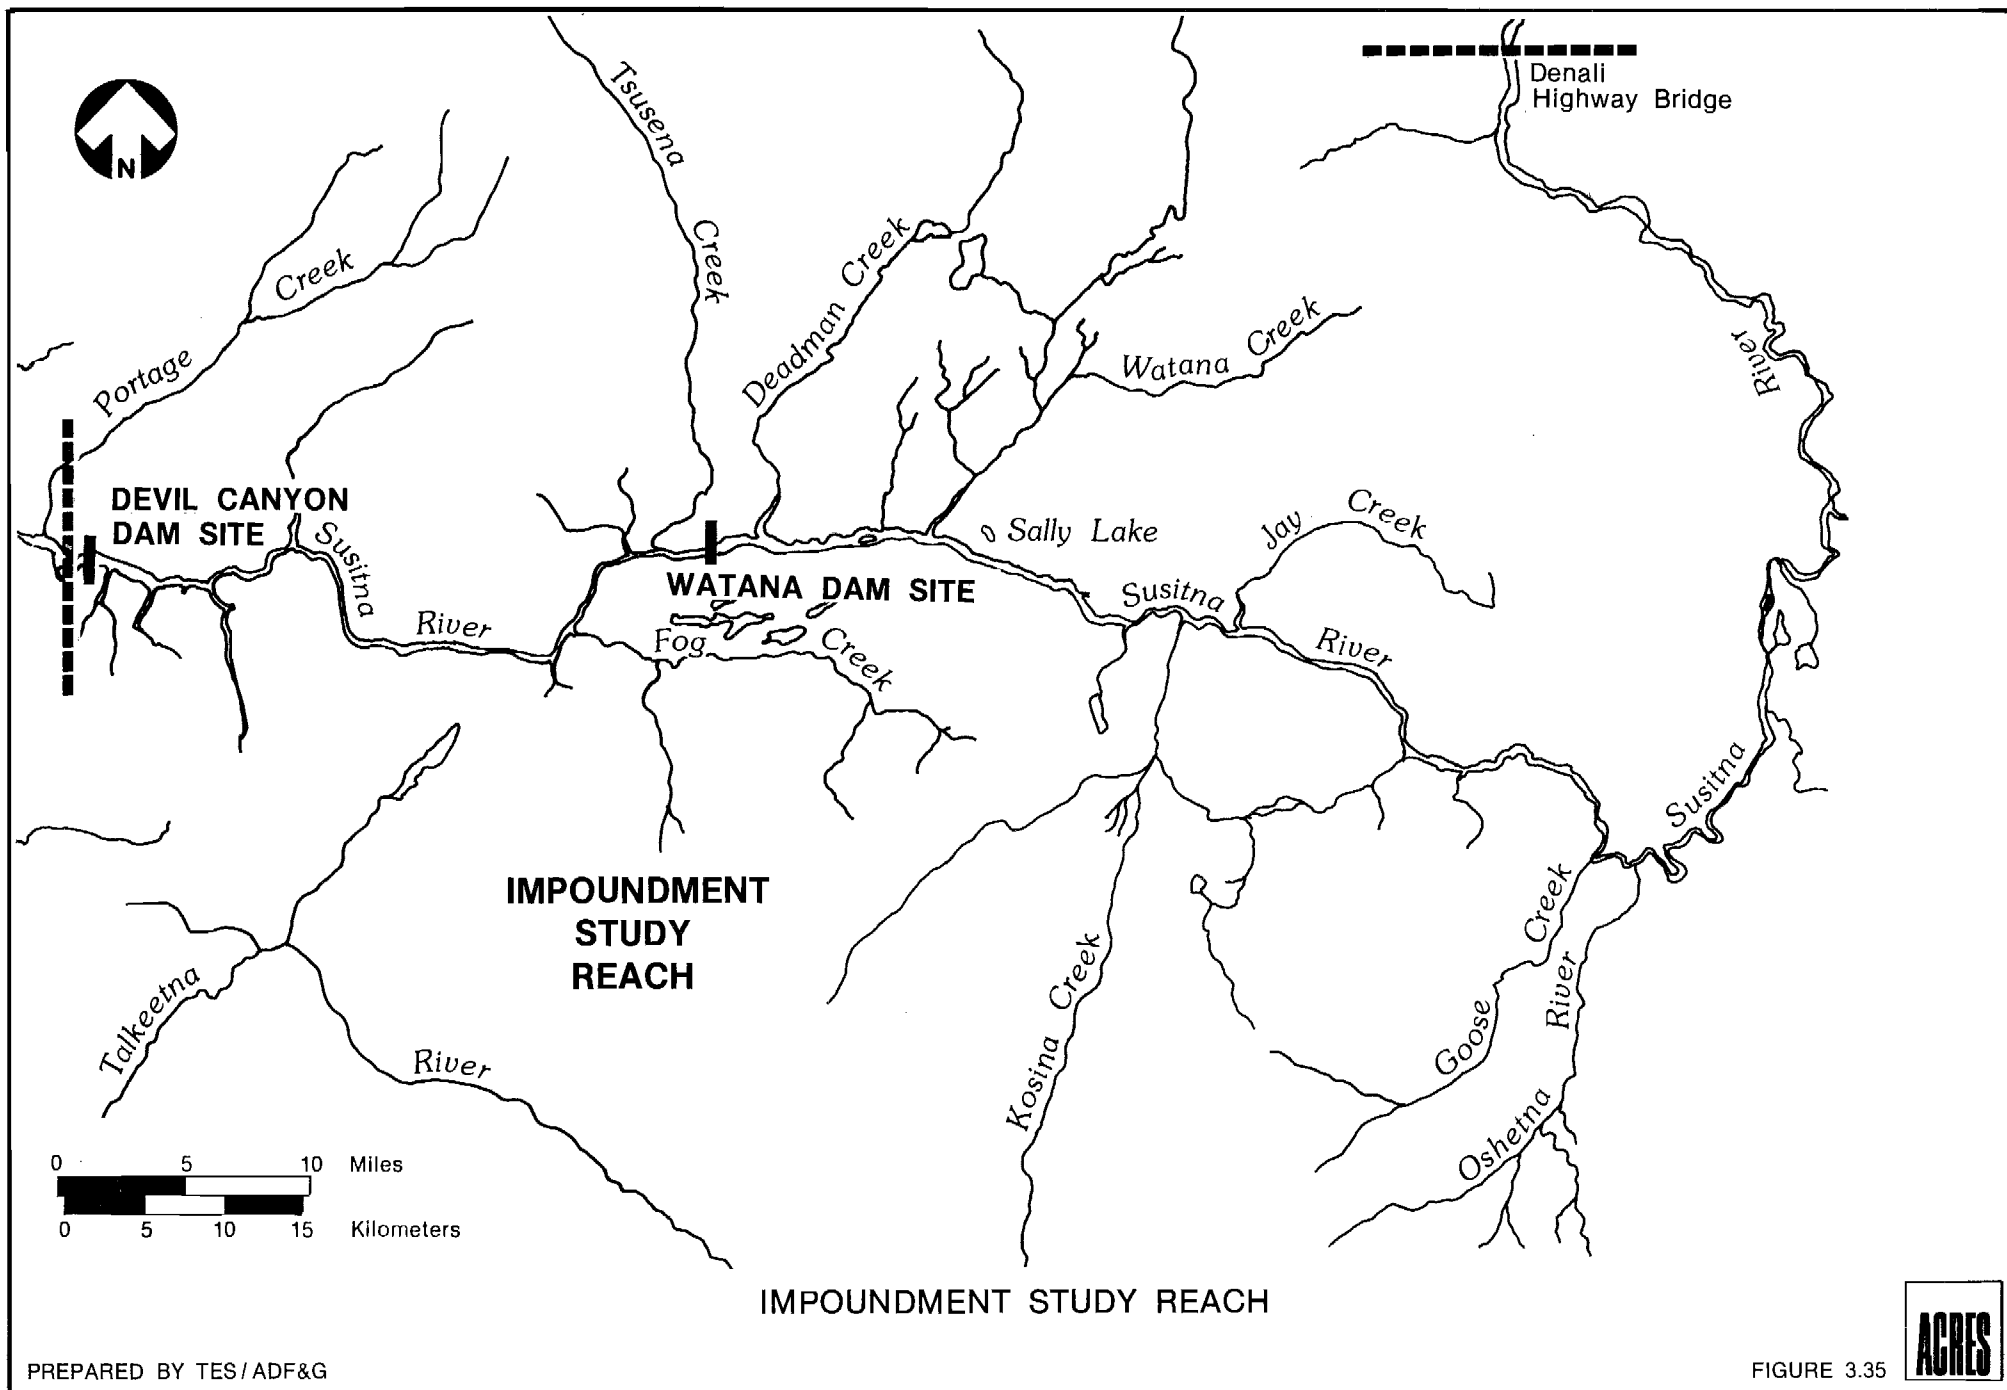 Denali
Highway Bridge
N
Tsusena
Creek
Deadman Creek
Portage
Creek
Watana Creek
River
DEVIL CANYON
DAM SITE
Susitna
River
WATANA DAM SITE
Sally Lake
Jay Creek
Susitna
River
Fog
Creek
Susitna
IMPOUNDMENT
STUDY
REACH
Talkeetna
River
Kosina Creek
Goose
Creek
Oshetna
River
0 5 10 Miles
0 5 10 15 Kilometers
IMPOUNDMENT STUDY REACH
PREPARED BY TES/ADF&G
FIGURE 3.35
ACRES